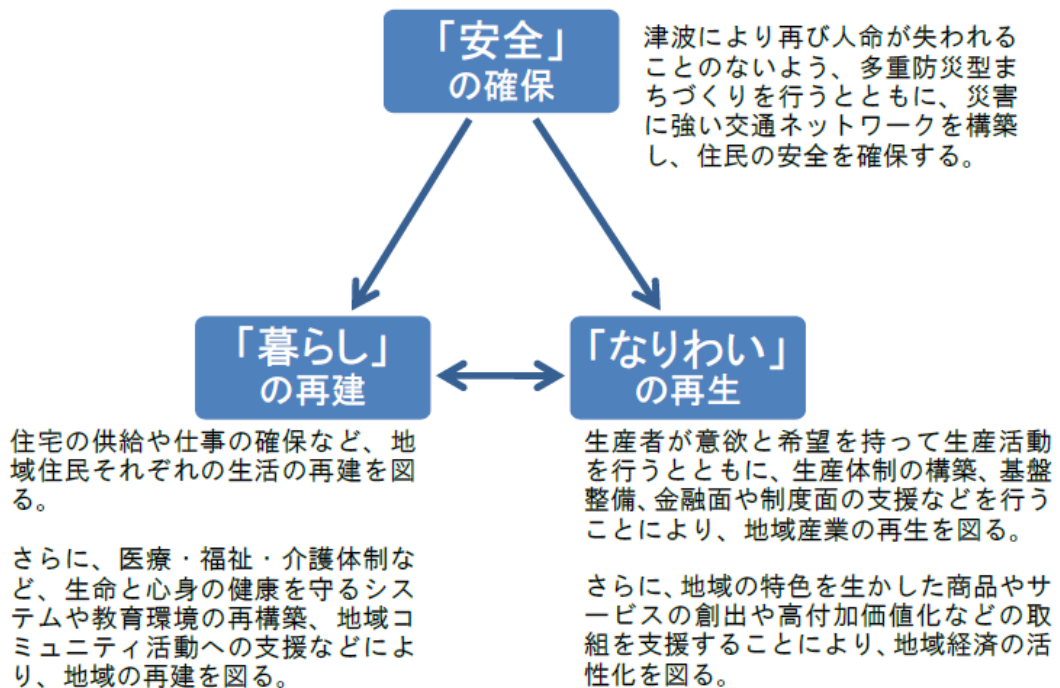 「安全」
の確保
津波により再び人命が失われる
ことのないよう、多重防災型ま
ちづくりを行うとともに、災害
に強い交通ネットワークを構築
し、住民の安全を確保する。
「暮らし」
の再建
「なりわい」
の再生
住宅の供給や仕事の確保など、地
域住民それぞれの生活の再建を図
る。
さらに、医療・福祉・介護体制な
ど、生命と心身の健康を守るシス
テムや教育環境の再構築、地域コ
ミュニティ活動への支援などによ
り、地域の再建を図る。
生産者が意欲と希望を持って生産活動
を行うとともに、生産体制の構築、基盤
整備、金融面や制度面の支援などを行う
ことにより、地域産業の再生を図る。
さらに、地域の特色を生かした商品やサ
ービスの創出や高付加価値化などの取
組を支援することにより、地域経済の活
性化を図る。